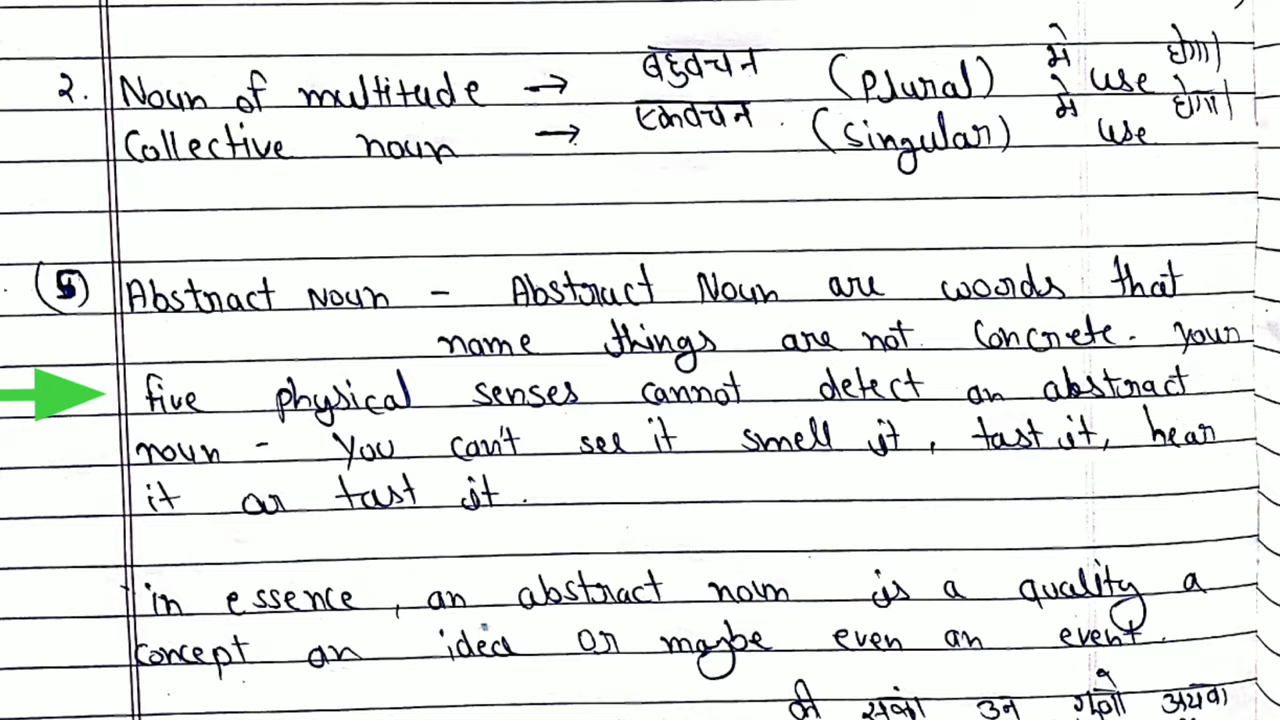 2. Noun of multitude → बहुवचन (Plural) मे use होगा।
Collective noun → एकवचन. (Singular) मे use होगा।
(5) Abstract Noun - Abstract Noun are woords that
name things are not concrete. your
five physical senses cannot detect an abstract
noun - You can't see it smell it, tast it, hear
it or tast it.
in essence, an abstract noun is a quality a
concept an idea or maybe even an event.
उन अथवा